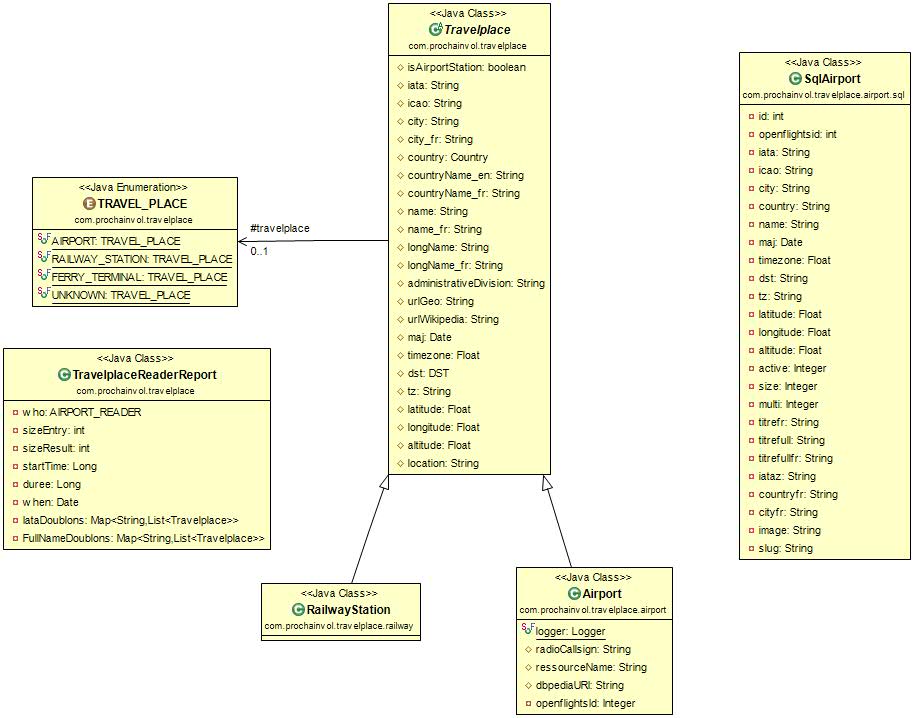 <<Java Class>>
Travelplace
com.prochainvol.travelplace
isAirportStation: boolean
iata: String
icao: String
city: String
city_fr: String
country: Country
countryName_en: String
countryName_fr: String
name: String
name_fr: String
longName: String
longName_fr: String
administrativeDivision: String
urlGeo: String
urlWikipedia: String
maj: Date
timezone: Float
dst: DST
tz: String
latitude: Float
longitude: Float
altitude: Float
location: String
<<Java Class>>
SqlAirport
com.prochainvol.travelplace.airport.sql
id: int
openflightsid: int
iata: String
icao: String
city: String
country: String
name: String
maj: Date
timezone: Float
dst: String
tz: String
latitude: Float
longitude: Float
altitude: Float
active: Integer
size: Integer
multi: Integer
titrefr: String
titrefull: String
titrefullfr: String
iataz: String
countryfr: String
cityfr: String
image: String
slug: String
<<Java Enumeration>>
TRAVEL_PLACE
com.prochainvol.travelplace
AIRPORT: TRAVEL_PLACE
RAILWAY_STATION: TRAVEL_PLACE
FERRY_TERMINAL: TRAVEL_PLACE
UNKNOWN: TRAVEL_PLACE
#travelplace
0..1
<<Java Class>>
TravelplaceReaderReport
com.prochainvol.travelplace
who: AIRPORT_READER
sizeEntry: int
sizeResult: int
startTime: Long
duree: Long
when: Date
IataDoublons: Map<String,List<Travelplace>>
FullNameDoublons: Map<String,List<Travelplace>>
<<Java Class>>
RailwayStation
com.prochainvol.travelplace.railway
<<Java Class>>
Airport
com.prochainvol.travelplace.airport
logger: Logger
radioCallsign: String
ressourceName: String
dbpediaURI: String
openflightsId: Integer